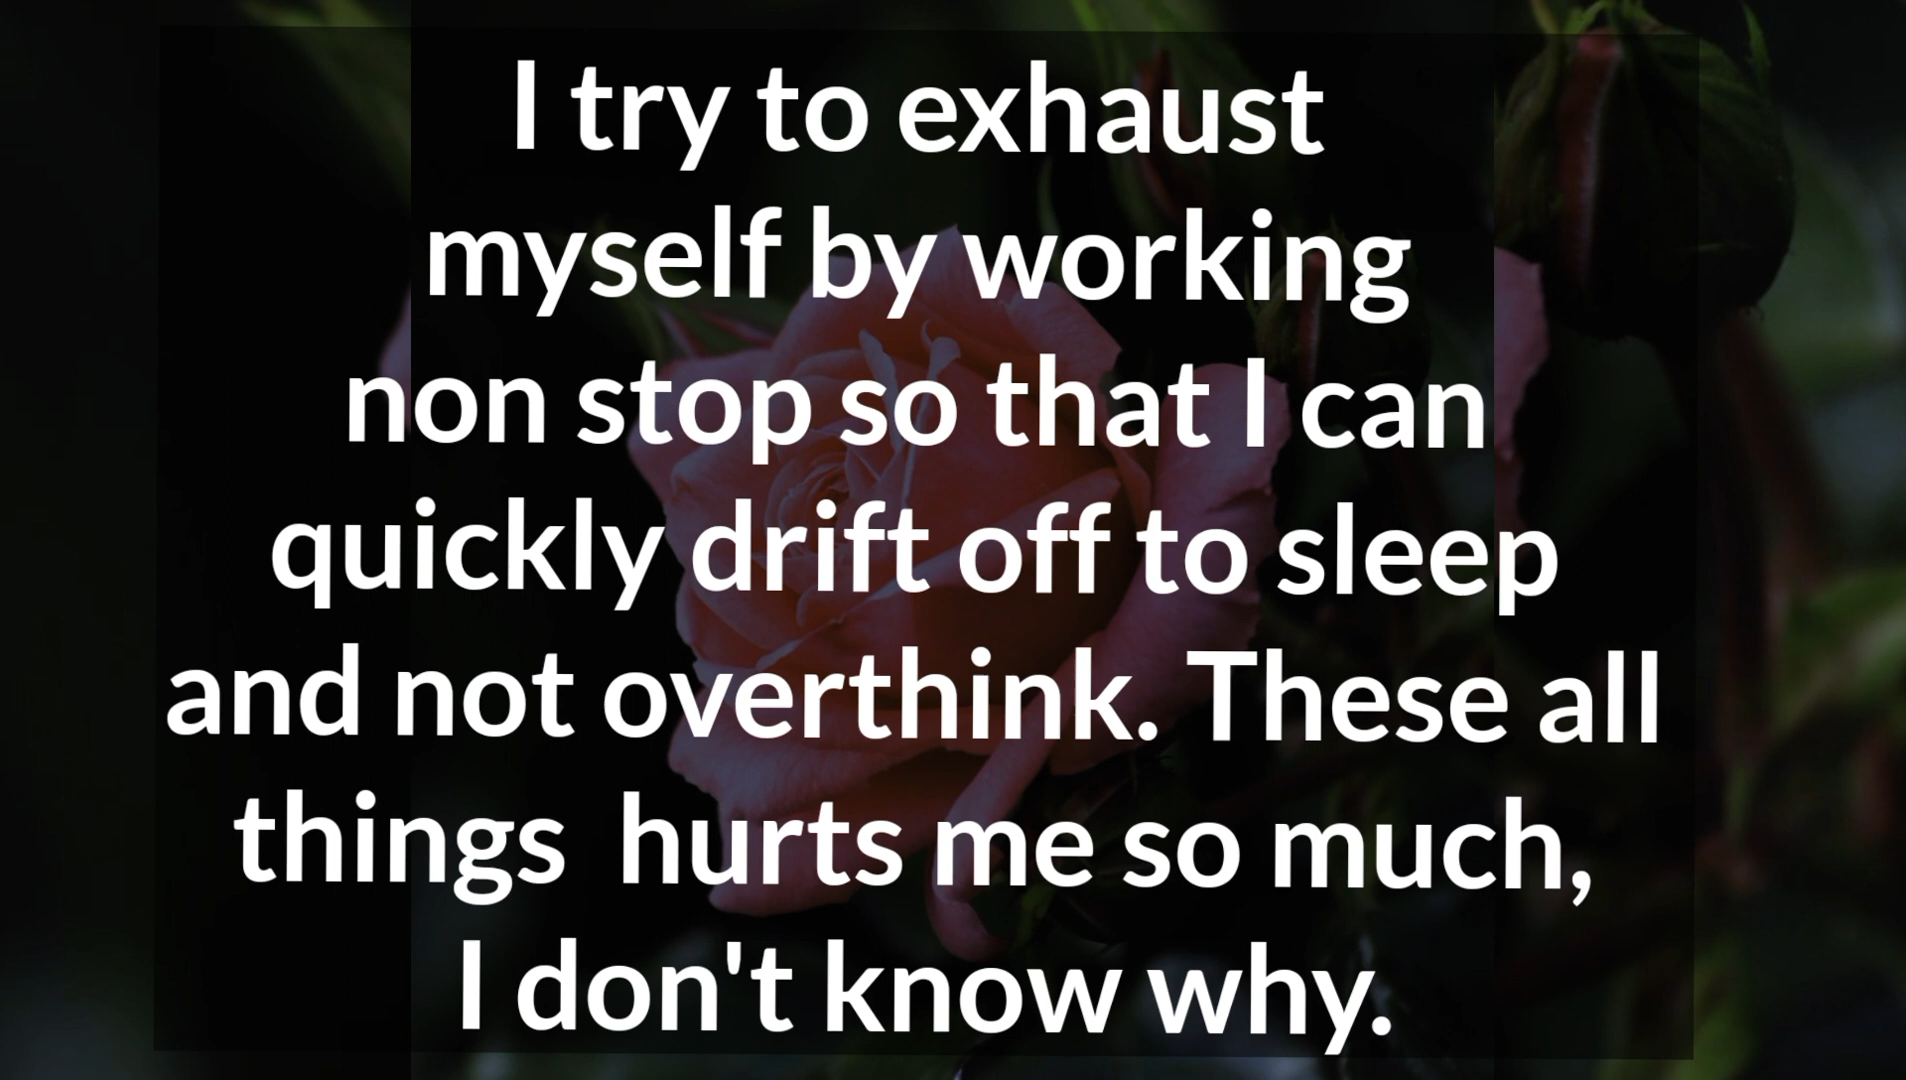 I try to exhaust
myself by working
non stop so that I can
quickly drift off to sleep
and not overthink. These all
things  hurts me so much,
I don't know why.